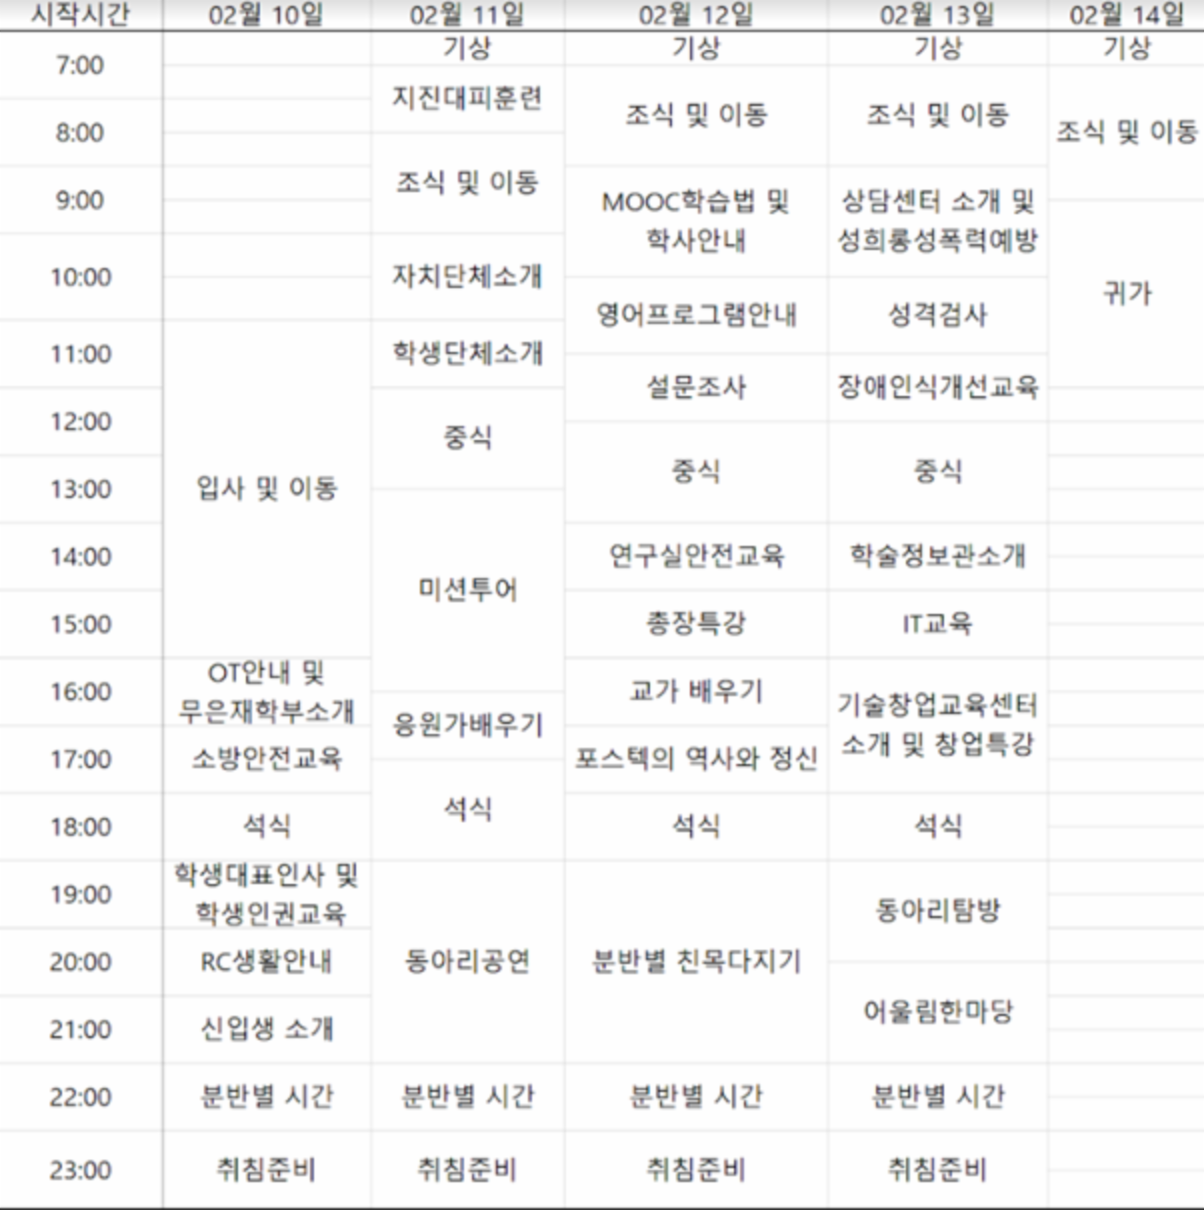 시작시간 02월 10일 02월 11일 02월 12일 02월 13일 02월 14일
기상 기상 기상 기상
7:00
지진대피훈련 조식 및 이동 조식 및 이동 조식 및 이동
8:00
조식 및 이동
9:00 MOOC학습법 및 상담센터 소개 및
학사안내 성희롱성폭력예방
10:00 자치단체소개 귀가
영어프로그램안내 성격검사
11:00 학생단체소개
설문조사 장애인식개선교육
12:00 중식
중식 중식
13:00 입사 및 이동
14:00 연구실안전교육 학술정보관소개
미션투어
15:00 총장특강 IT교육
OT안내 및
16:00 교가 배우기 기술창업교육센터
무은재학부소개 응원가배우기
소개 및 창업특강
17:00 소방안전교육 포스텍의 역사와 정신
석식
18:00 석식 석식 석식
학생대표인사 및
19:00 동아리탐방
학생인권교육
20:00 RC생활안내 동아리공연 분반별 친목다지기
어울림한마당
21:00 신입생 소개
22:00 분반별 시간 분반별 시간 분반별 시간 분반별 시간
23:00 취침준비 취침준비 취침준비 취침준비